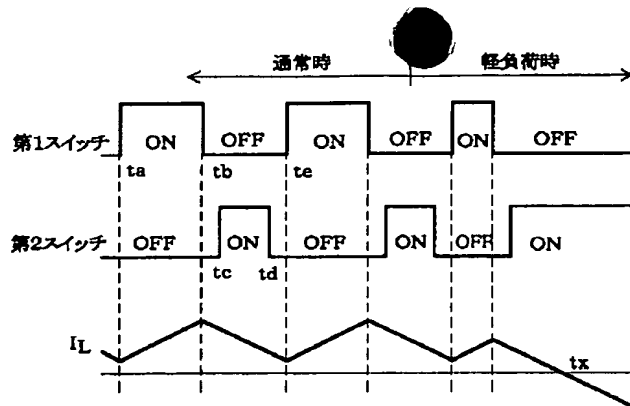 通常時 軽負荷時
第1スイッチ ON OFF ON OFF ON OFF
ta tb te
第2スイッチ OFF ON OFF ON OFF ON
tc td
IL tx